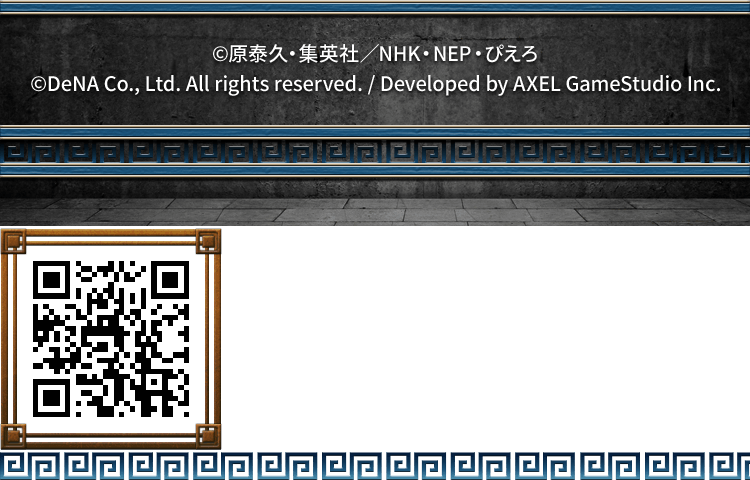 ©原泰久・集英社／NHK・NEP・ぴえろ
©DeNA Co., Ltd. All rights reserved. / Developed by AXEL GameStudio Inc.